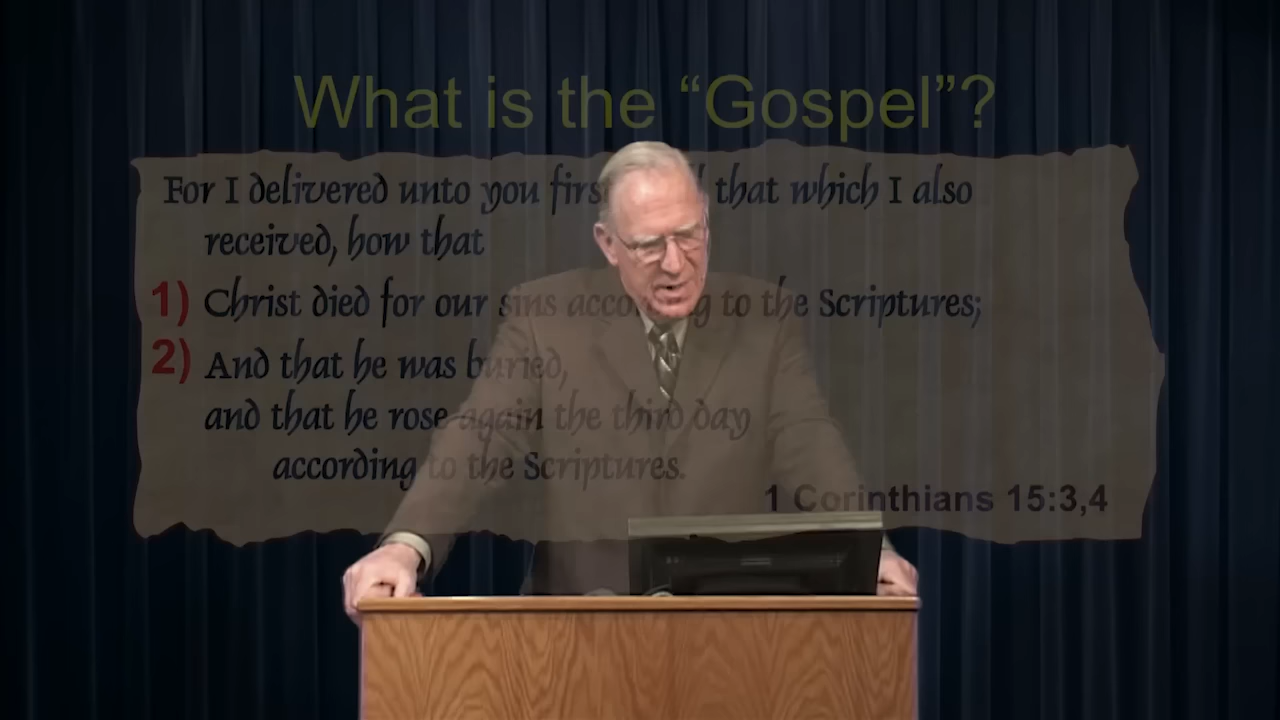 What is the “Gospel”?
For I delivered unto you firs that which I also
received, how that
1) Christ died for our sins according to the Scriptures;
2) And that he was buried,
and that he rose again the third day
according to the Scriptures.
1 Corinthians 15:3,4